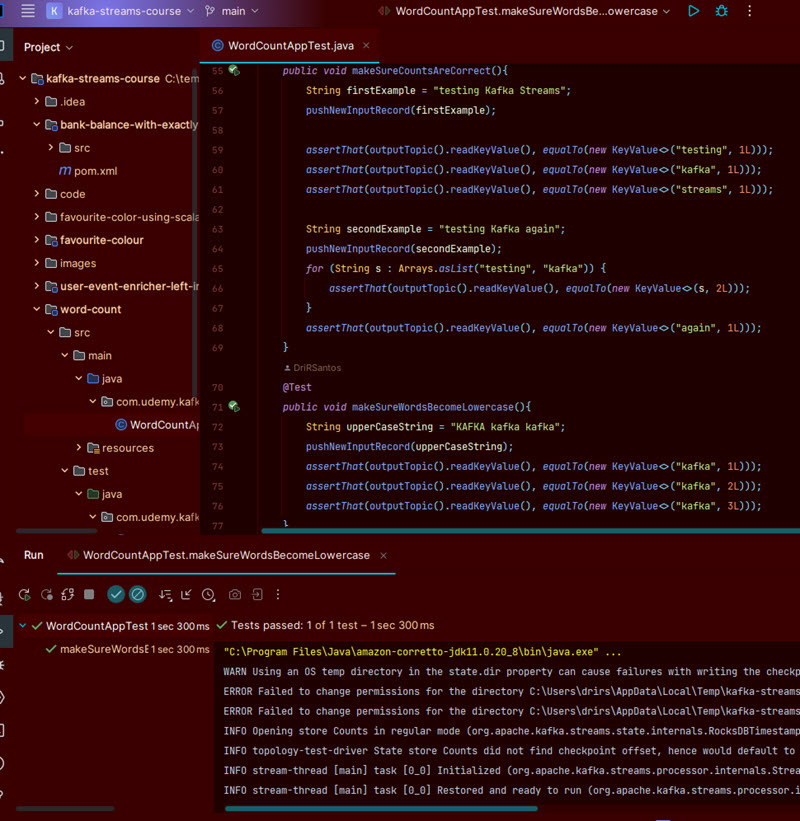 K kafka-streams-course main WordCountAppTest.makeSureWordsBe...owercase
Project
WordCountAppTest.java
kafka-streams-course C:\tem
.idea
bank-balance-with-exactly
src
pom.xml
code
favourite-color-using-scala
favourite-colour
images
user-event-enricher-left-in
word-count
src
main
java
com.udemy.kafk
WordCountAp
resources
test
java
com.udemy.kafk
55 public void makeSureCountsAreCorrect(){
56 String firstExample = "testing Kafka Streams";
57 pushNewInputRecord(firstExample);
58
59 assertThat(outputTopic().readKeyValue(), equalTo(new KeyValue<>("testing", 1L)));
60 assertThat(outputTopic().readKeyValue(), equalTo(new KeyValue<>("kafka", 1L)));
61 assertThat(outputTopic().readKeyValue(), equalTo(new KeyValue<>("streams", 1L)));
62
63 String secondExample = "testing Kafka again";
64 pushNewInputRecord(secondExample);
65 for (String s : Arrays.asList("testing", "kafka")) {
66 assertThat(outputTopic().readKeyValue(), equalTo(new KeyValue<>(s, 2L)));
67 }
68 assertThat(outputTopic().readKeyValue(), equalTo(new KeyValue<>("again", 1L)));
69 }
DriRSantos
70 @Test
71 public void makeSureWordsBecomeLowercase(){
72 String upperCaseString = "KAFKA kafka kafka";
73 pushNewInputRecord(upperCaseString);
74 assertThat(outputTopic().readKeyValue(), equalTo(new KeyValue<>("kafka", 1L)));
75 assertThat(outputTopic().readKeyValue(), equalTo(new KeyValue<>("kafka", 2L)));
76 assertThat(outputTopic().readKeyValue(), equalTo(new KeyValue<>("kafka", 3L)));
77 }
Run WordCountAppTest.makeSureWordsBecomeLowercase
WordCountAppTest 1 sec 300 ms
makeSureWordsE 1 sec 300 ms
Tests passed: 1 of 1 test – 1 sec 300 ms
"C:\Program Files\Java\amazon-corretto-jdk11.0.20_8\bin\java.exe" ...
WARN Using an OS temp directory in the state.dir property can cause failures with writing the checkp
ERROR Failed to change permissions for the directory C:\Users\drirs\AppData\Local\Temp\kafka-streams
ERROR Failed to change permissions for the directory C:\Users\drirs\AppData\Local\Temp\kafka-streams
INFO Opening store Counts in regular mode (org.apache.kafka.streams.state.internals.RocksDBTimestamp
INFO topology-test-driver State store Counts did not find checkpoint offset, hence would default to
INFO stream-thread [main] task [0_0] Initialized (org.apache.kafka.streams.processor.internals.Strea
INFO stream-thread [main] task [0_0] Restored and ready to run (org.apache.kafka.streams.processor.i